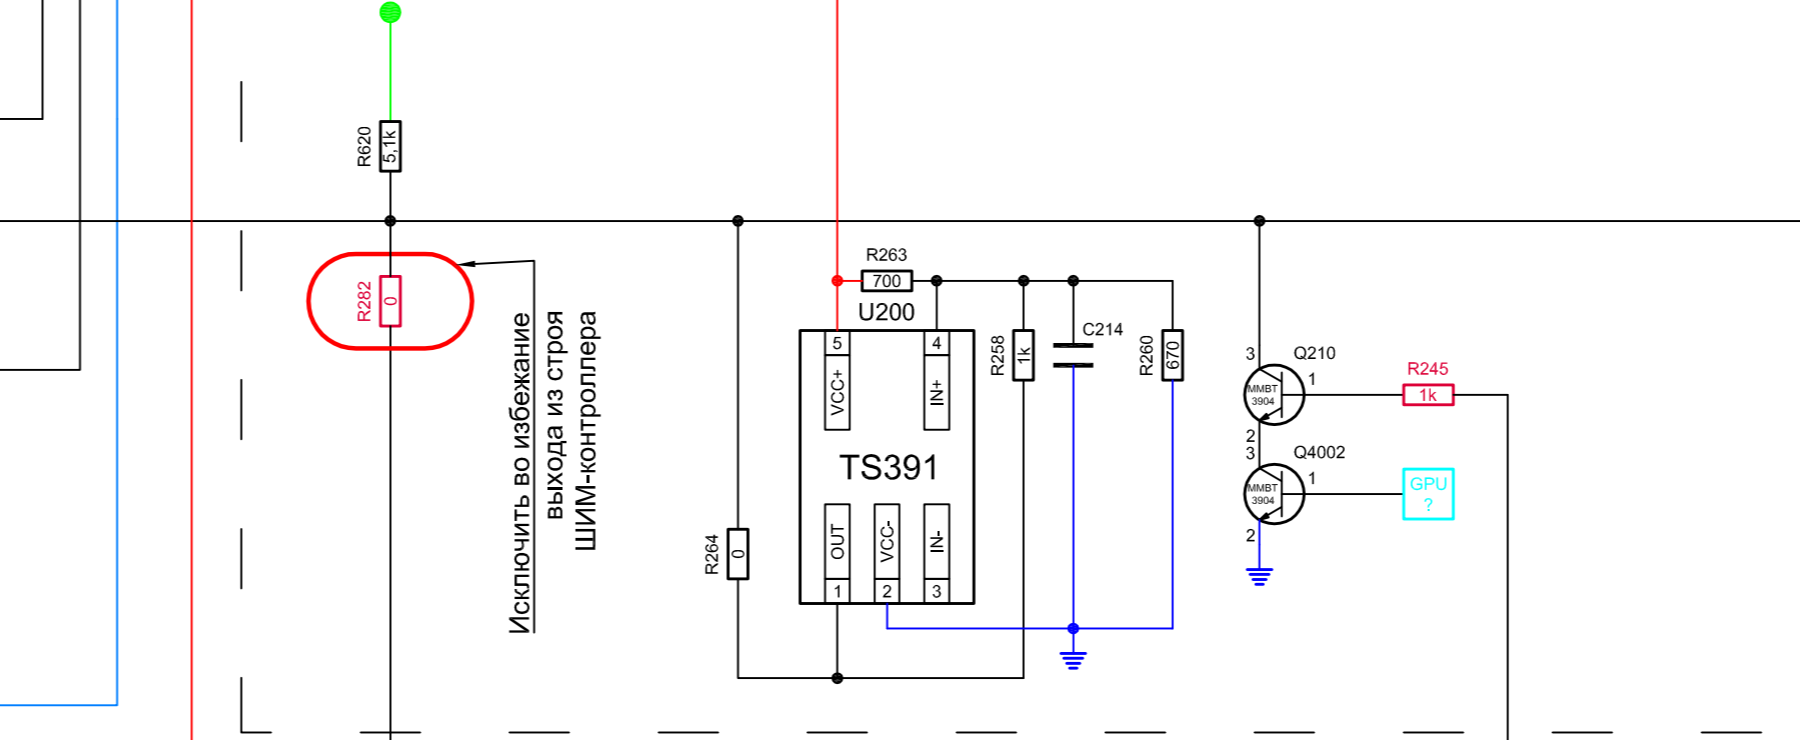 R620
5,1k
R282
0
Исключить во избежание
выхода из строя
ШИМ-контроллера
R263
700
U200
5
VCC+
4
IN+
TS391
OUT
1
VCC-
2
IN-
3
R264
0
R258
1k
C214
R260
670
3
Q210
MMBT
3904
1
2
R245
1k
3
Q4002
MMBT
3904
1
2
GPU
?